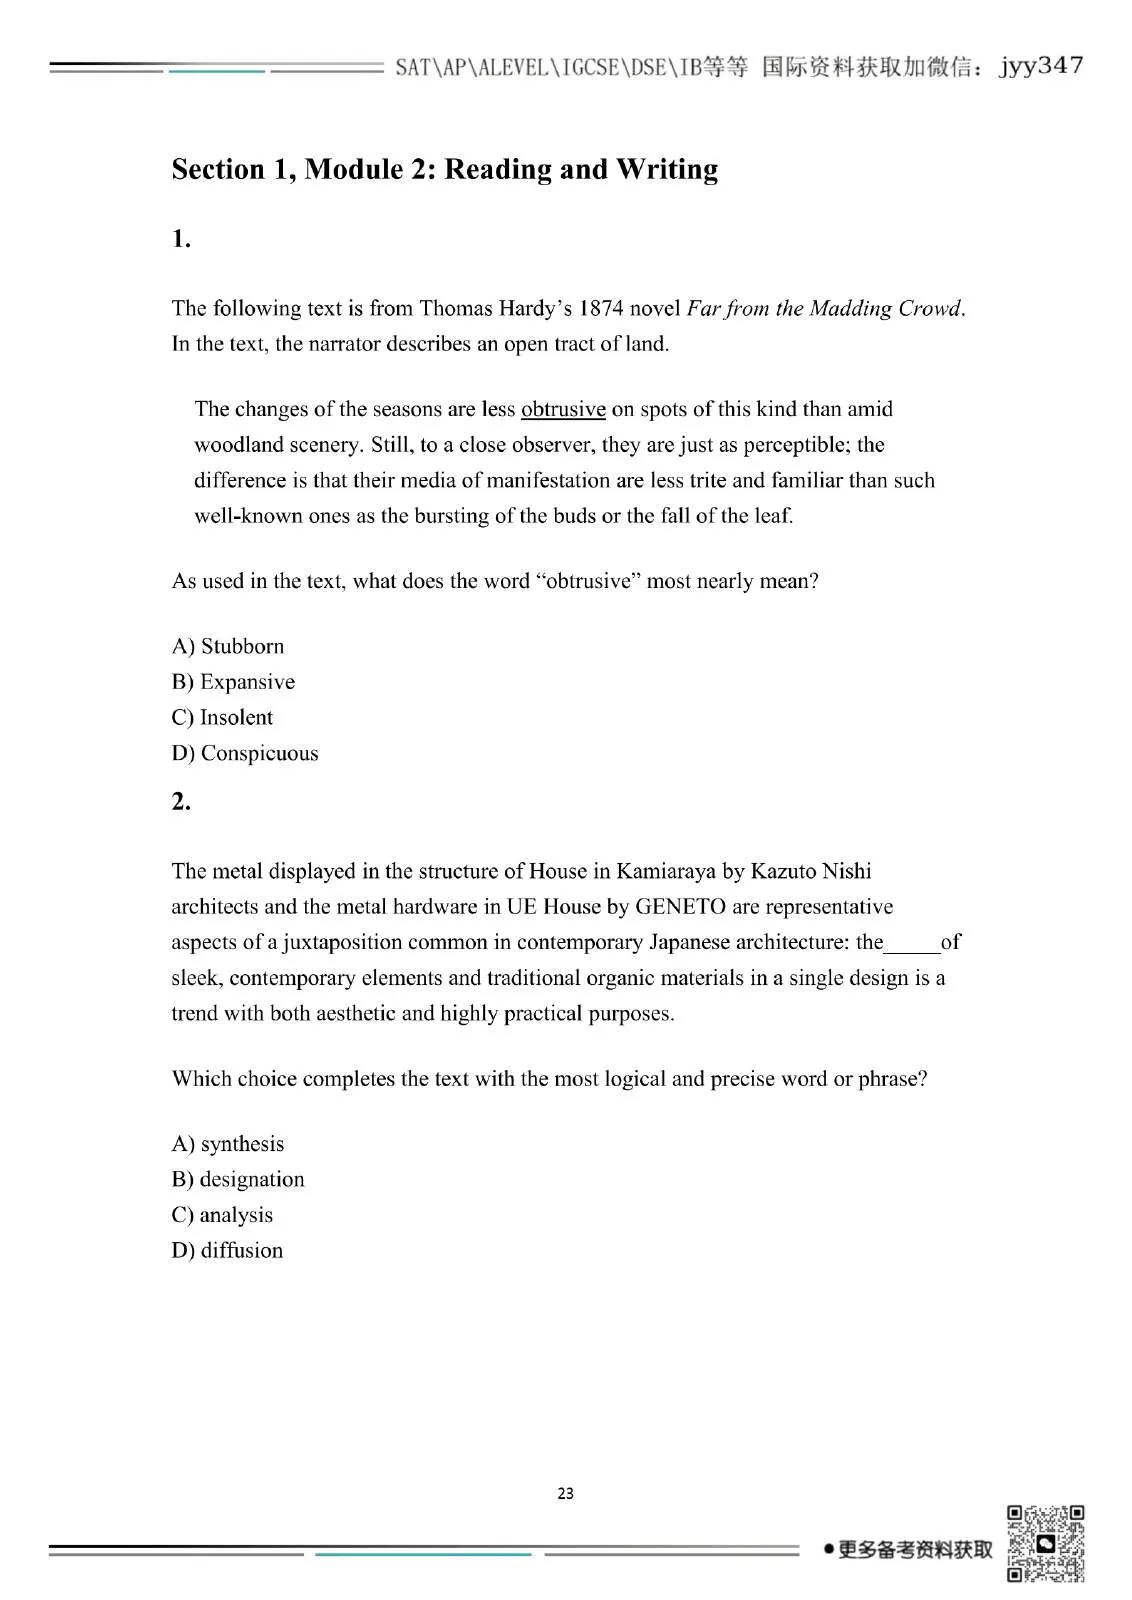 SAT\AP\ALEVEL\IGCSE\DSE\IB等等 国际资料获取加微信：jyy347
Section 1, Module 2: Reading and Writing
1.
The following text is from Thomas Hardy’s 1874 novel Far from the Madding Crowd.
In the text, the narrator describes an open tract of land.
The changes of the seasons are less obtrusive on spots of this kind than amid
woodland scenery. Still, to a close observer, they are just as perceptible; the
difference is that their media of manifestation are less trite and familiar than such
well-known ones as the bursting of the buds or the fall of the leaf.
As used in the text, what does the word “obtrusive” most nearly mean?
A) Stubborn
B) Expansive
C) Insolent
D) Conspicuous
2.
The metal displayed in the structure of House in Kamiaraya by Kazuto Nishi
architects and the metal hardware in UE House by GENETO are representative
aspects of a juxtaposition common in contemporary Japanese architecture: the_____of
sleek, contemporary elements and traditional organic materials in a single design is a
trend with both aesthetic and highly practical purposes.
Which choice completes the text with the most logical and precise word or phrase?
A) synthesis
B) designation
C) analysis
D) diffusion
23
●更多备考资料获取